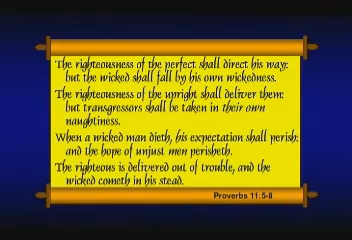 The righteousness of the perfect shall direct his way:
but the wicked shall fall by his own wickedness.
The righteousness of the upright shall deliver them:
but transgressors shall be taken in their own
naughtiness.
When a wicked man dieth, his expectation shall perish:
and the hope of unjust men perisheth.
The righteous is delivered out of trouble, and the
wicked cometh in his stead.
Proverbs 11:5-8